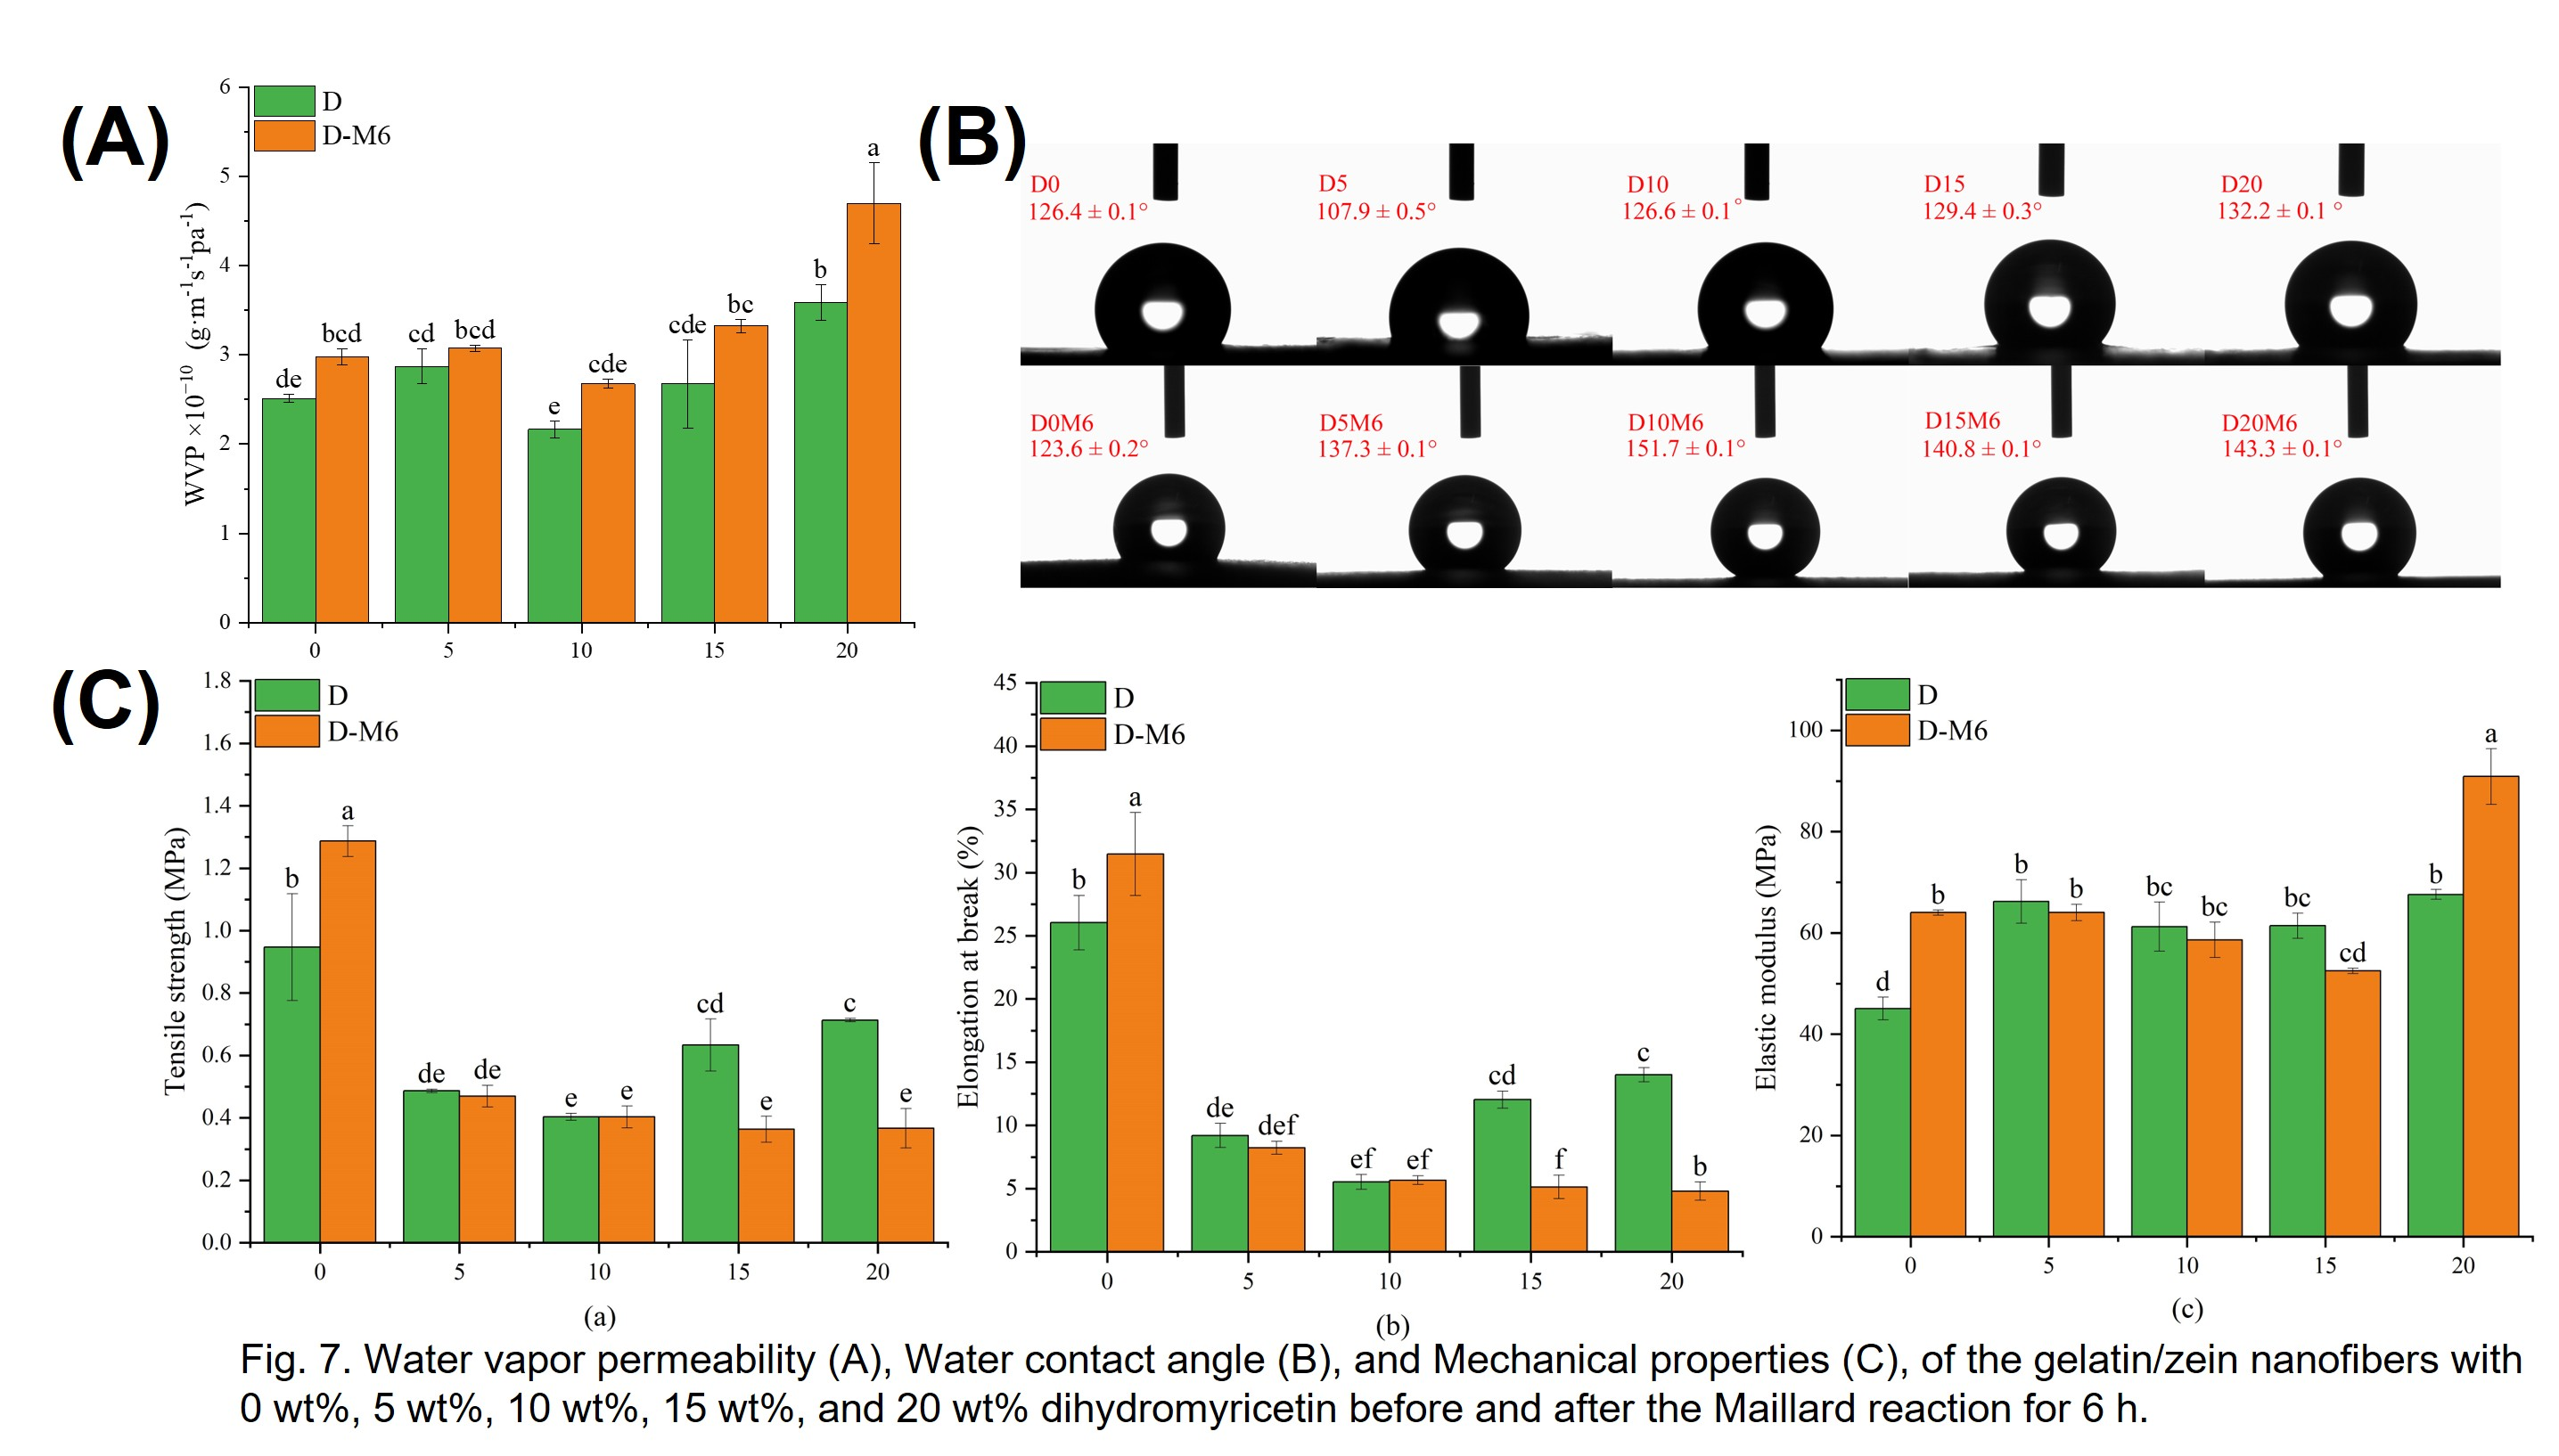 (A)
6
5
4
3
2
1
0
WVP ×10⁻¹⁰ (g·m⁻¹s⁻¹pa⁻¹)
D
D-M6
de
bcd
cd
bcd
e
cde
cde
bc
b
a
0 5 10 15 20
(B)
D0
126.4 ± 0.1°
D5
107.9 ± 0.5°
D10
126.6 ± 0.1°
D15
129.4 ± 0.3°
D20
132.2 ± 0.1 °
D0M6
123.6 ± 0.2°
D5M6
137.3 ± 0.1°
D10M6
151.7 ± 0.1°
D15M6
140.8 ± 0.1°
D20M6
143.3 ± 0.1°
(C)
1.8
1.6
1.4
1.2
1.0
0.8
0.6
0.4
0.2
0.0
Tensile strength (MPa)
D
D-M6
b
a
de
de
e
e
cd
e
c
e
0 5 10 15 20
(a)
45
40
35
30
25
20
15
10
5
0
Elongation at break (%)
D
D-M6
b
a
de
def
ef
ef
cd
f
c
b
0 5 10 15 20
(b)
100
80
60
40
20
0
Elastic modulus (MPa)
D
D-M6
d
b
b
b
bc
bc
bc
cd
b
a
0 5 10 15 20
(c)
Fig. 7. Water vapor permeability (A), Water contact angle (B), and Mechanical properties (C), of the gelatin/zein nanofibers with
0 wt%, 5 wt%, 10 wt%, 15 wt%, and 20 wt% dihydromyricetin before and after the Maillard reaction for 6 h.